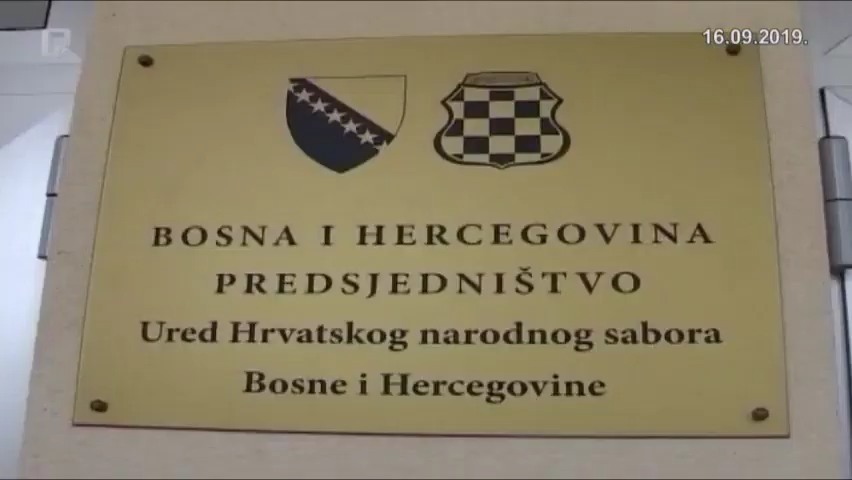 16.09.2019.
BOSNA I HERCEGOVINA
PREDSJEDNIŠTVO
Ured Hrvatskog narodnog sabora
Bosne i Hercegovine